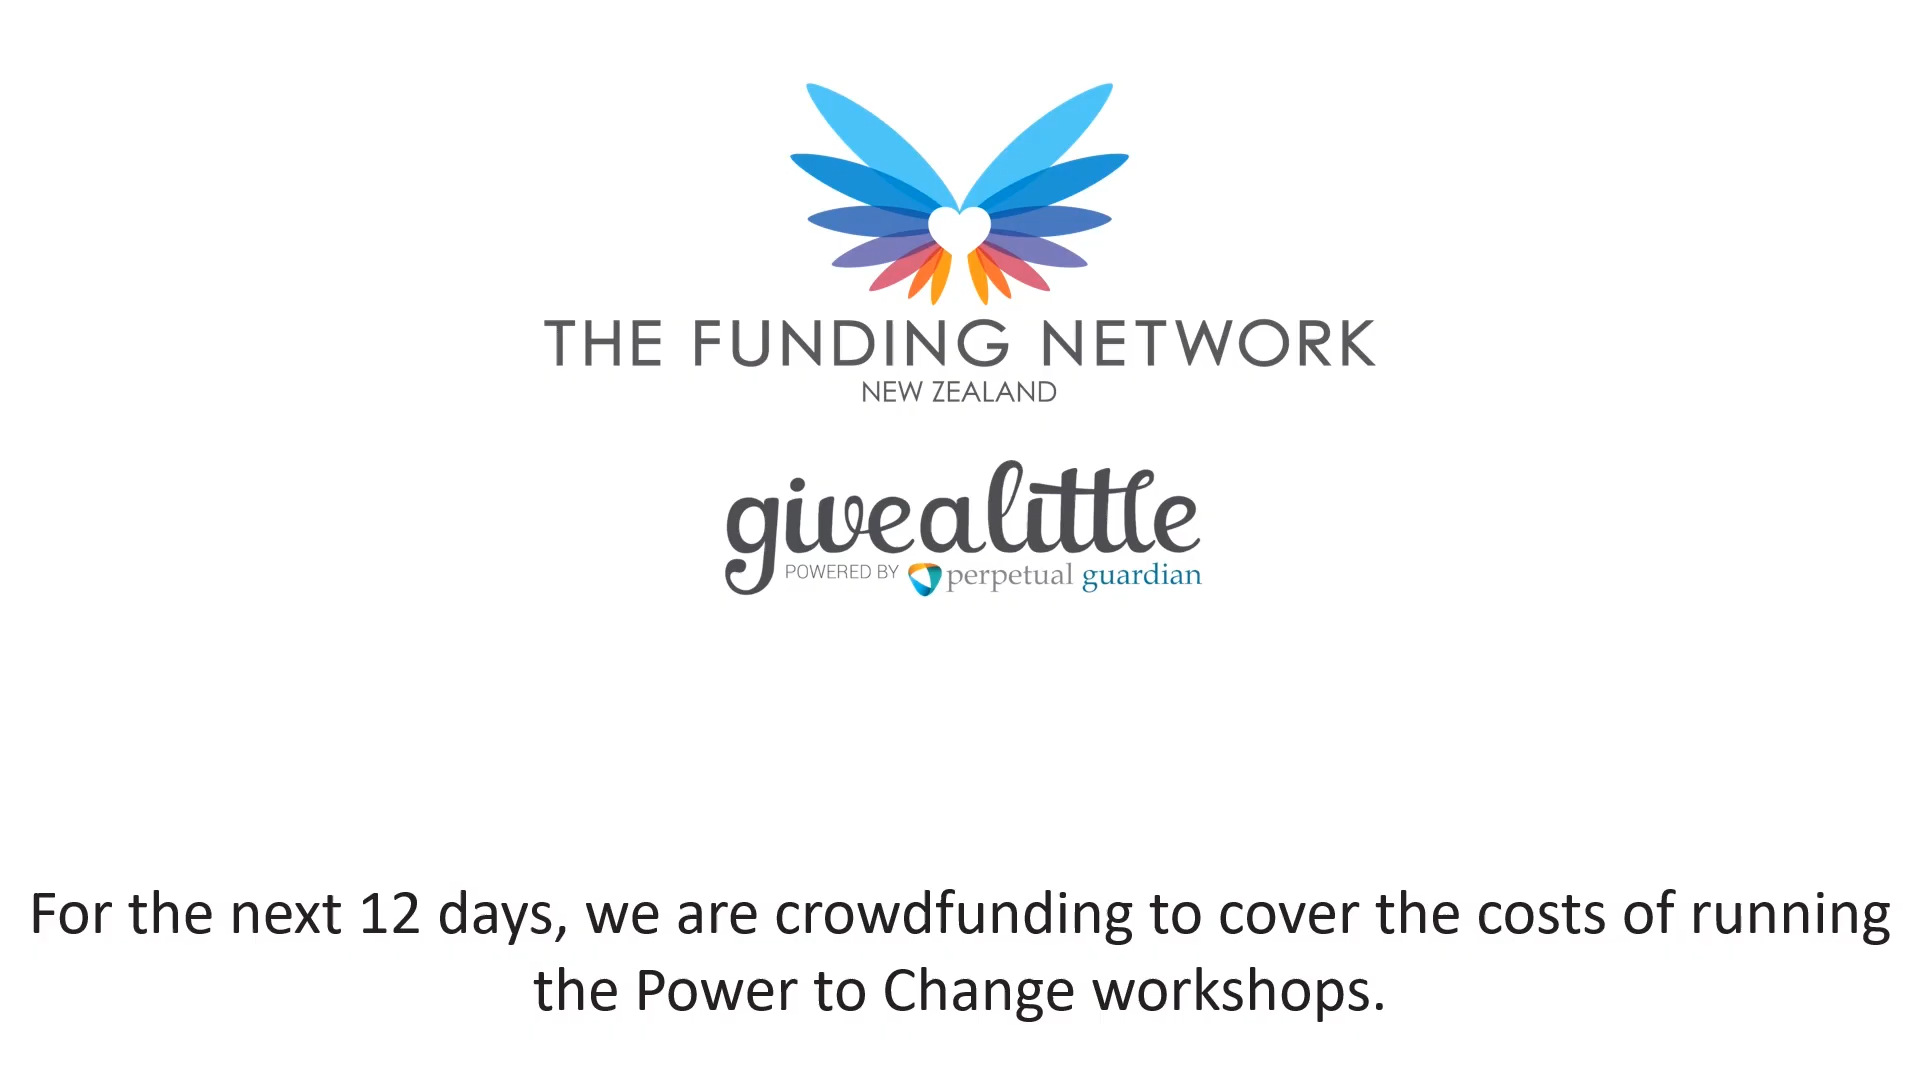 THE FUNDING NETWORK
NEW ZEALAND
givealittle
POWERED BY perpetual guardian
For the next 12 days, we are crowdfunding to cover the costs of running
the Power to Change workshops.